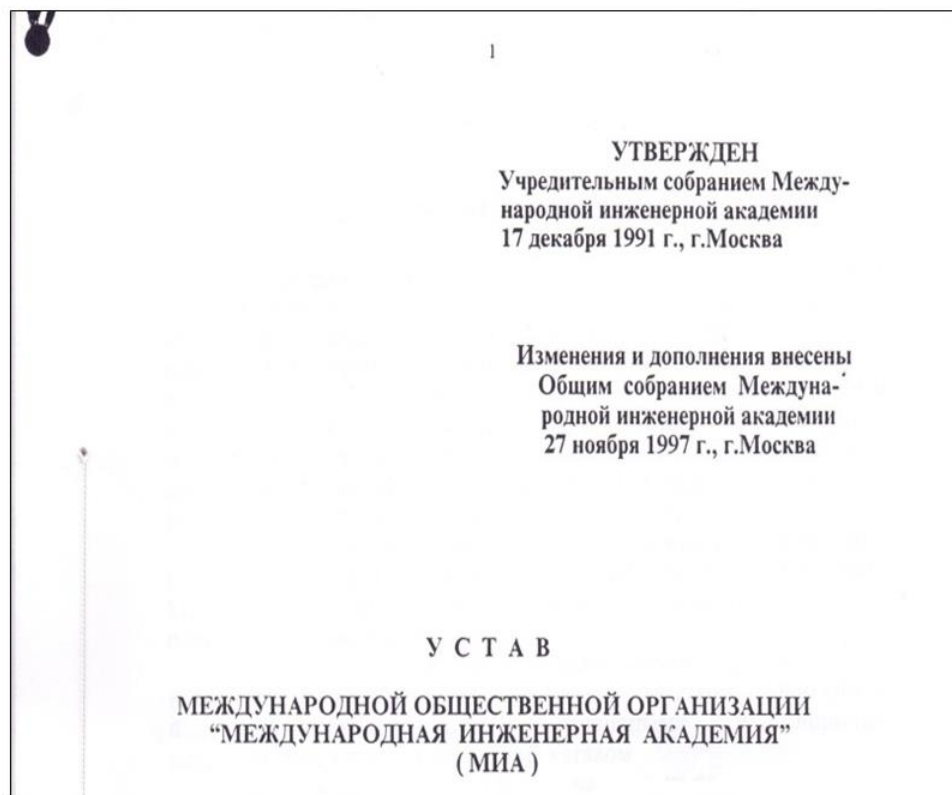 1
УТВЕРЖДЕН
Учредительным собранием Между-
народной инженерной академии
17 декабря 1991 г., г.Москва
Изменения и дополнения внесены
Общим собранием Междуна-
родной инженерной академии
27 ноября 1997 г., г.Москва
У С Т А В
МЕЖДУНАРОДНОЙ ОБЩЕСТВЕННОЙ ОРГАНИЗАЦИИ
“МЕЖДУНАРОДНАЯ ИНЖЕНЕРНАЯ АКАДЕМИЯ”
( МИА )